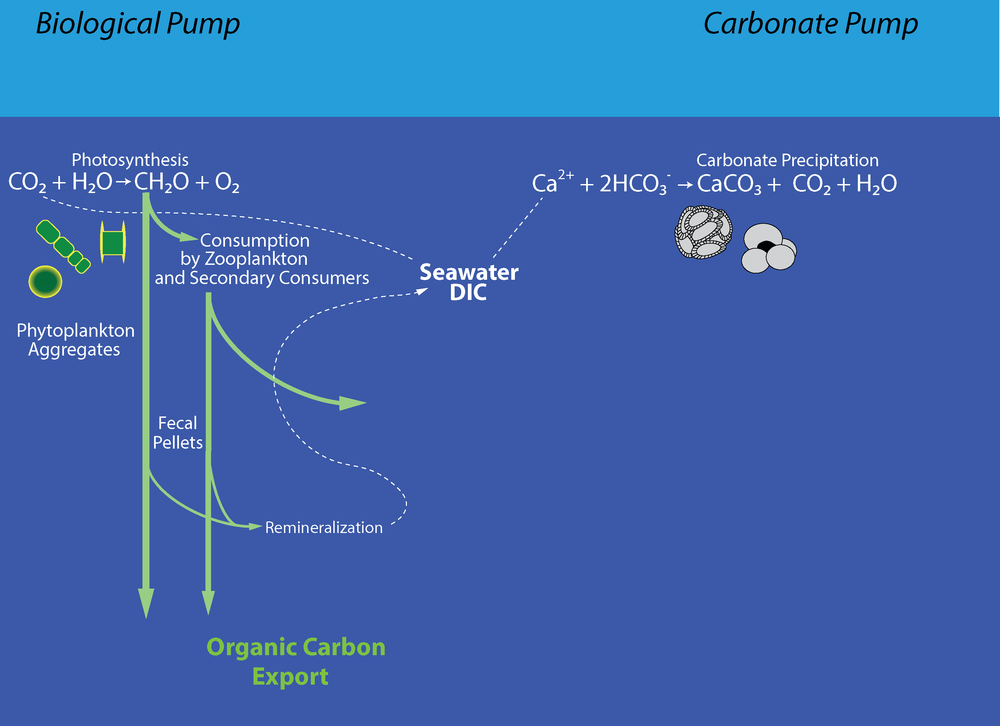 Biological Pump
Carbonate Pump
Photosynthesis
CO₂ + H₂O → CH₂O + O₂
Carbonate Precipitation
Ca²⁺ + 2HCO₃⁻ → CaCO₃ + CO₂ + H₂O
Consumption
by Zooplankton
and Secondary Consumers
Seawater
DIC
Phytoplankton
Aggregates
Fecal
Pellets
Remineralization
Organic Carbon
Export